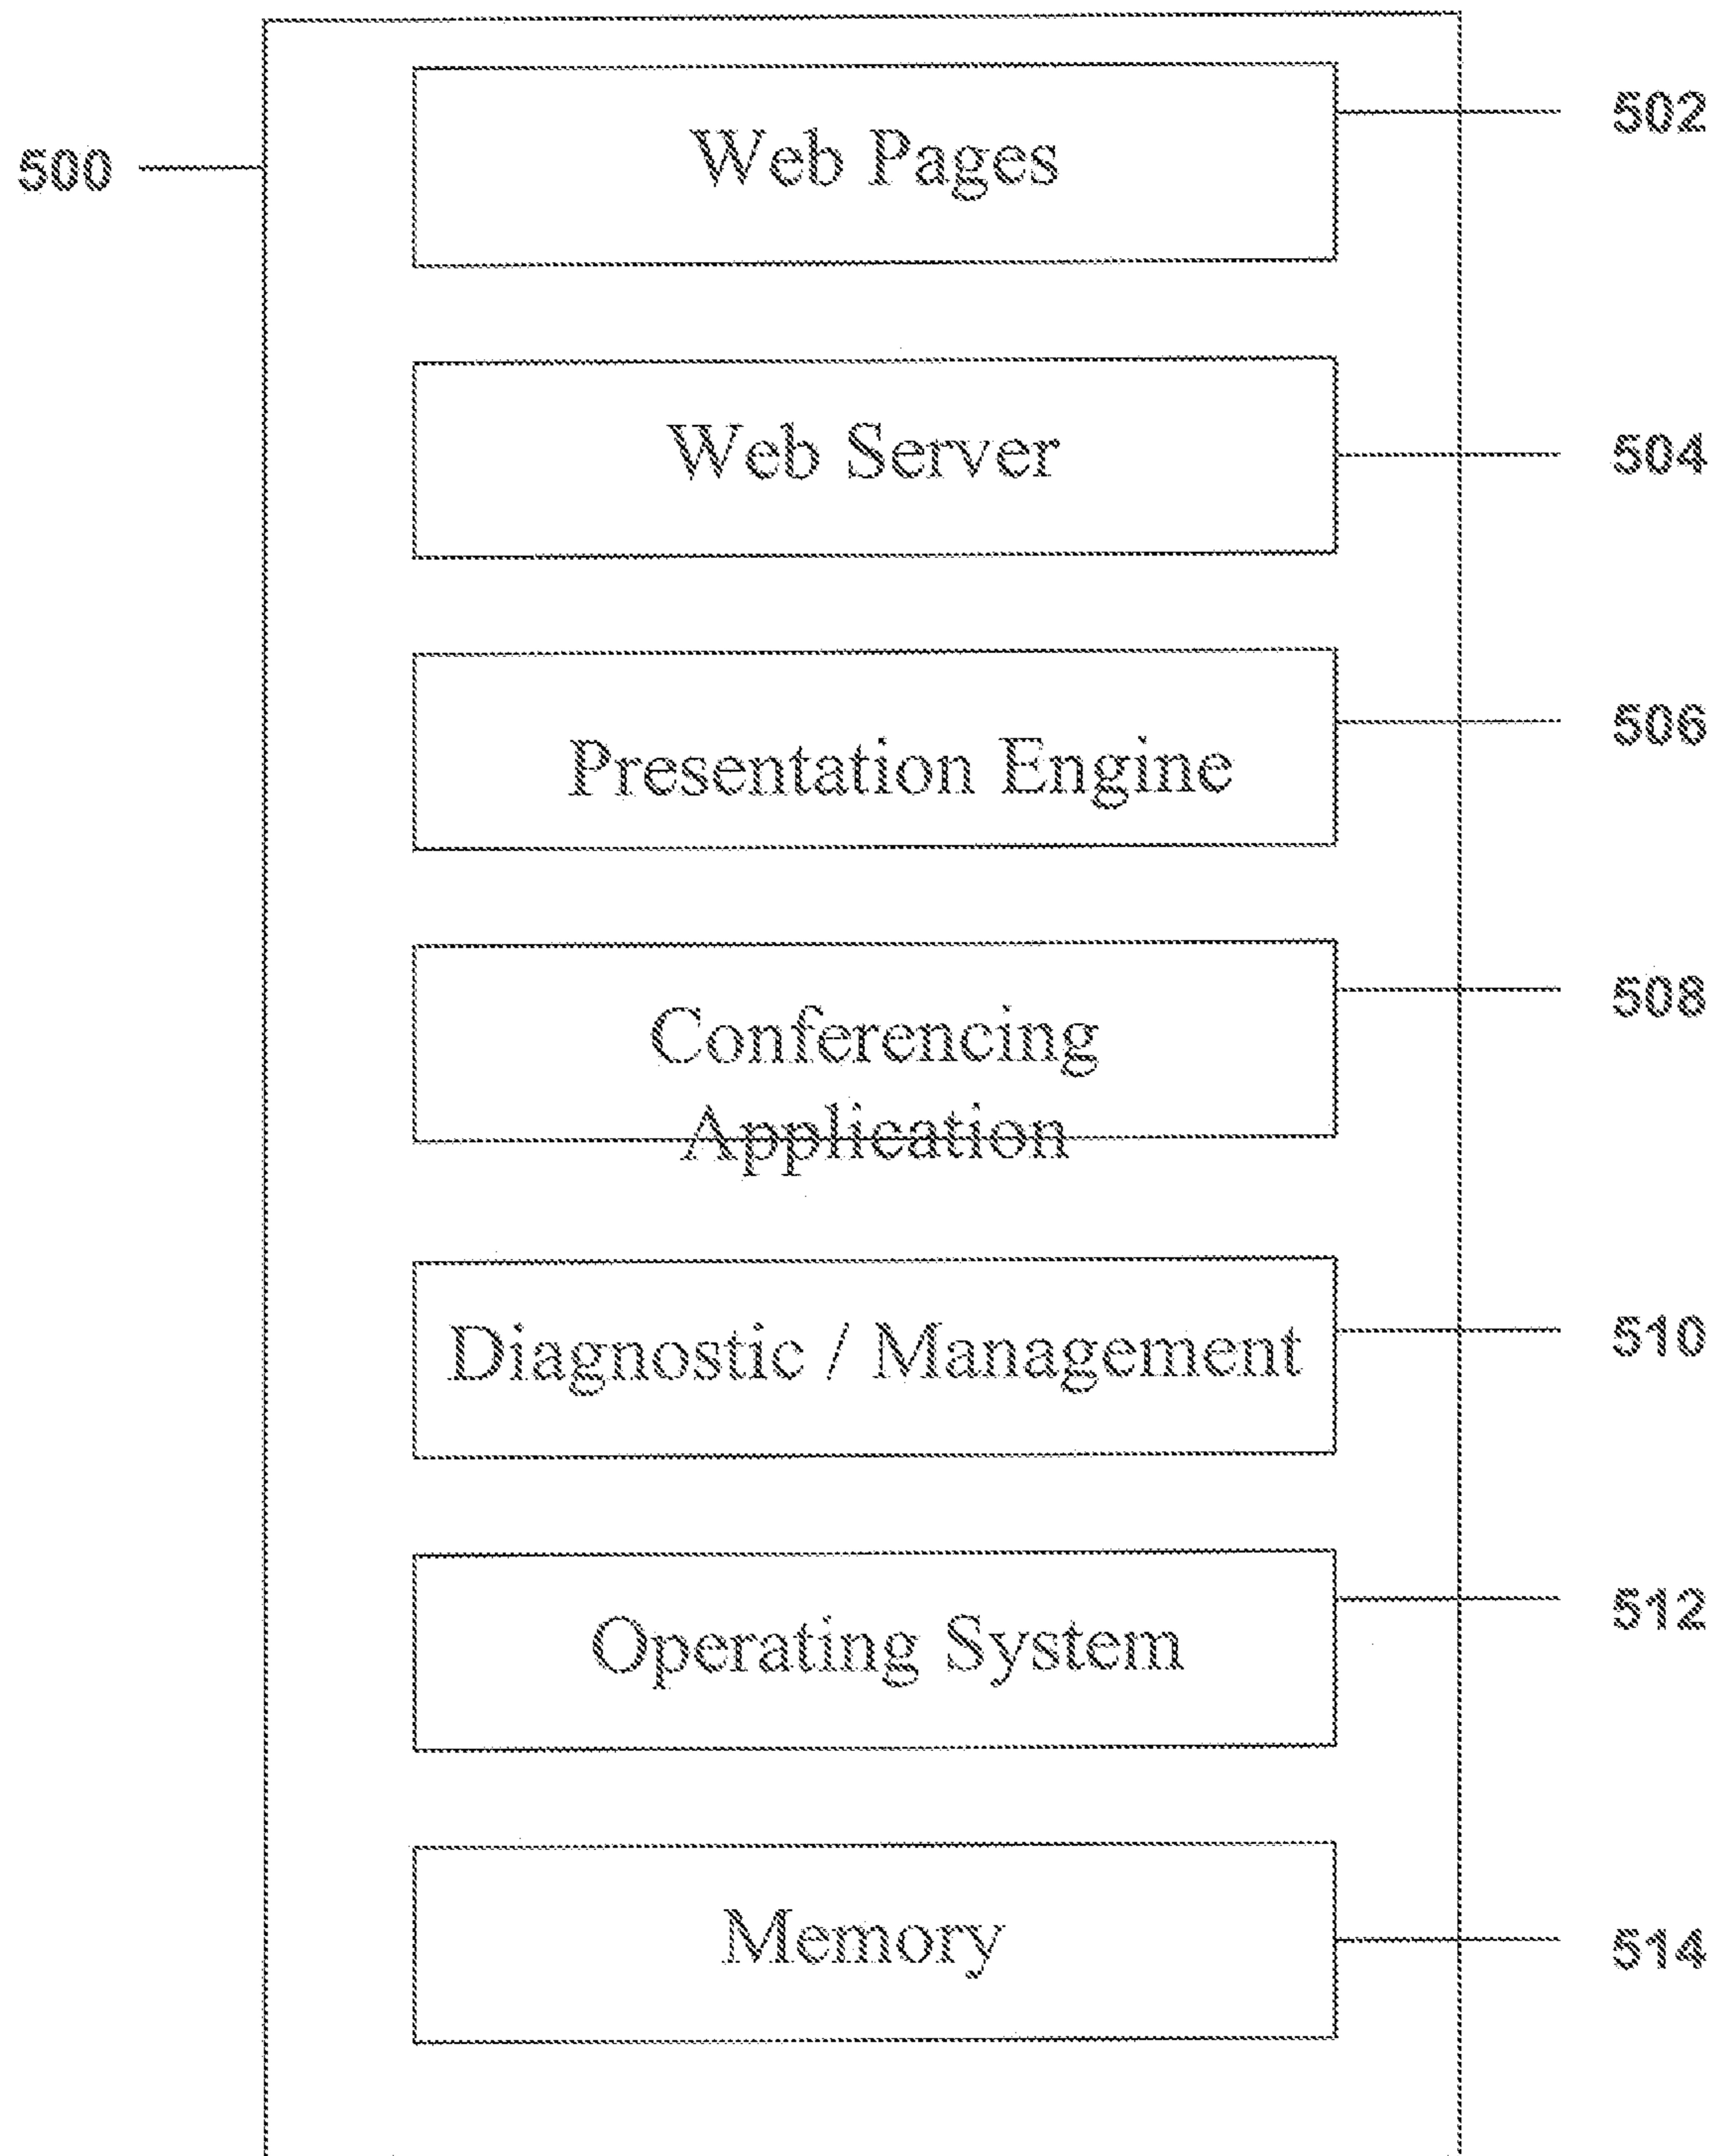 502
500
Web Pages
Web Server
504
506
Presentation Engine
508
Conferencing
Application
Diagnostic / Management
510
512
Operating System
Memory
514